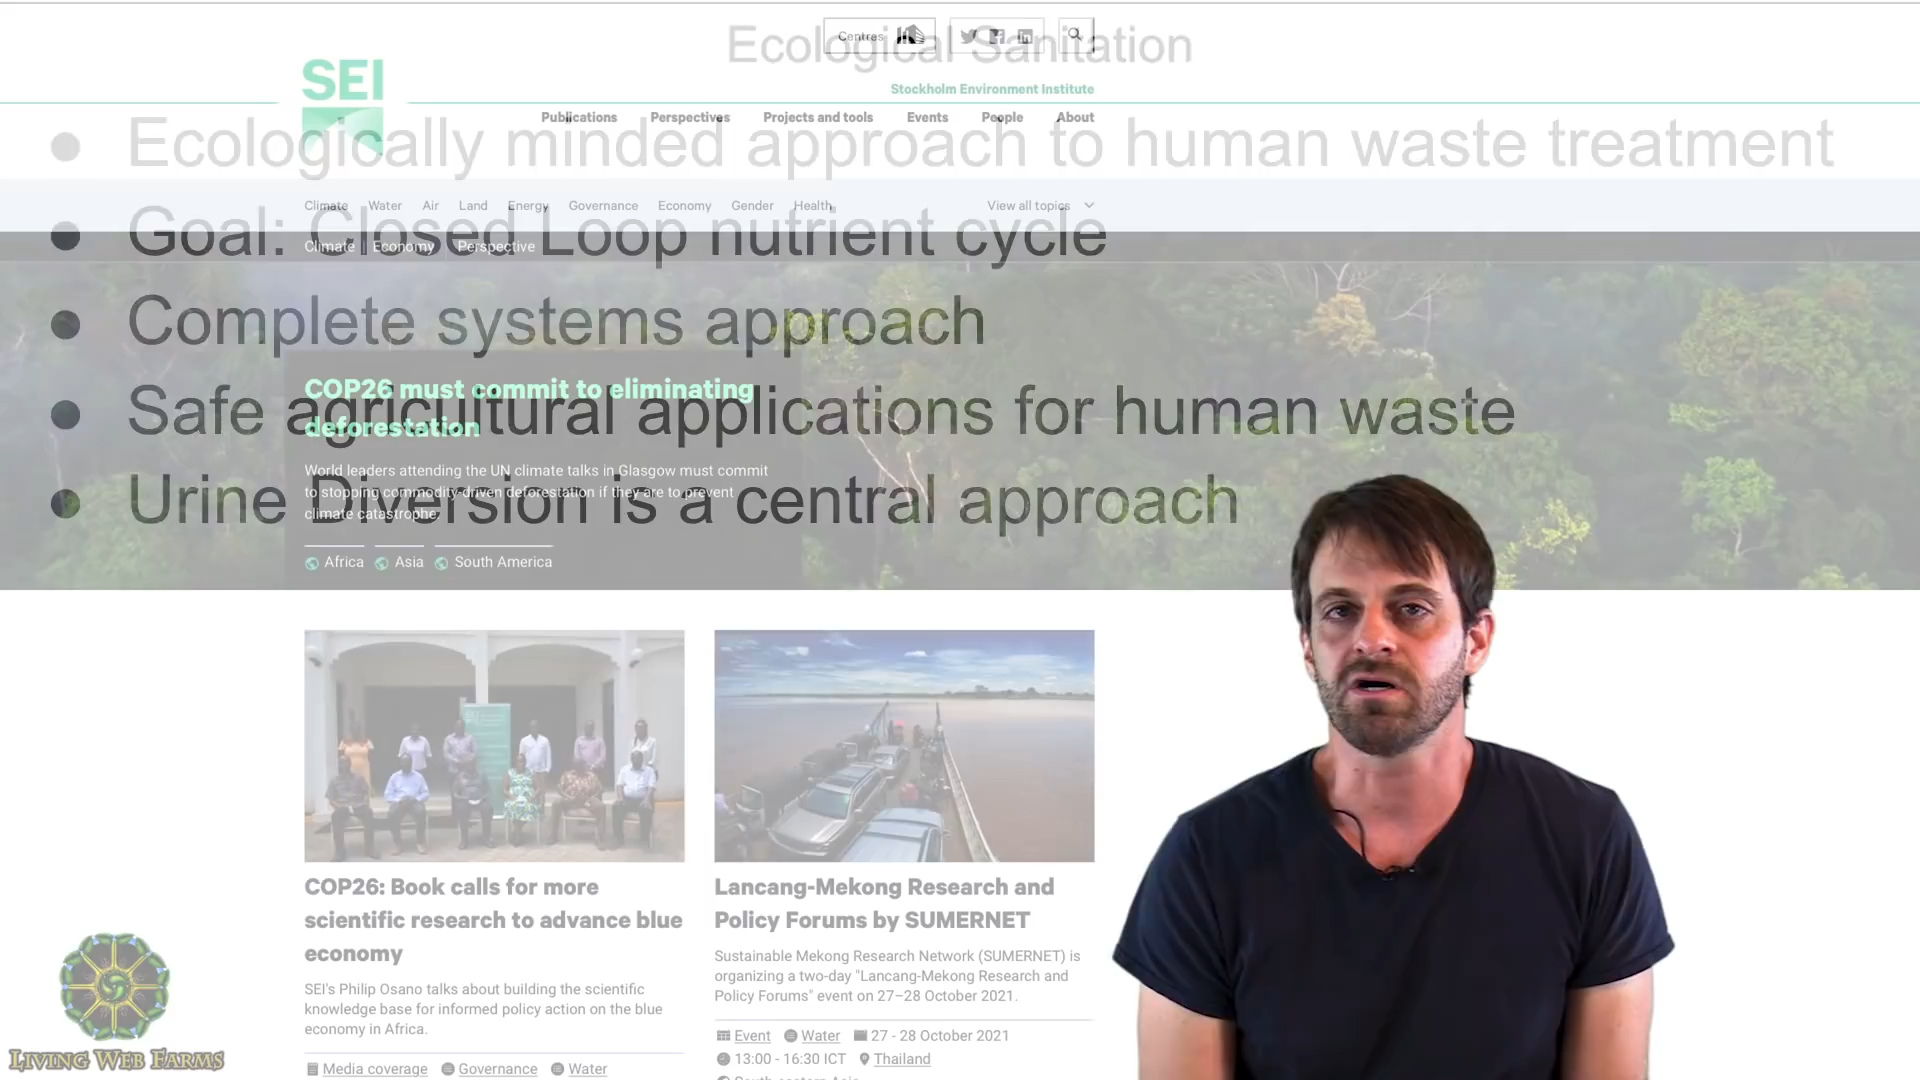 Ecological Sanitation
Centres
SEI
Stockholm Environment Institute
Publications Perspectives Projects and tools Events People About
• Ecologically minded approach to human waste treatment
Climate Water Air Land Energy Governance Economy Gender Health View all topics
• Goal: Closed Loop nutrient cycle
Climate | Economy | Perspective
• Complete systems approach
COP26 must commit to eliminating
deforestation
• Safe agricultural applications for human waste
World leaders attending the UN climate talks in Glasgow must commit
to stopping commodity-driven deforestation if they are to prevent
climate catastrophe.
• Urine Diversion is a central approach
Africa Asia South America
SEI
COP26: Book calls for more
scientific research to advance blue
economy
SEI's Philip Osano talks about building the scientific
knowledge base for informed policy action on the blue
economy in Africa.
Media coverage Governance Water
Lancang-Mekong Research and
Policy Forums by SUMERNET
Sustainable Mekong Research Network (SUMERNET) is
organizing a two-day "Lancang-Mekong Research and
Policy Forums" event on 27–28 October 2021.
Event Water 27 - 28 October 2021
13:00 - 16:30 ICT Thailand
LIVING WEB FARMS